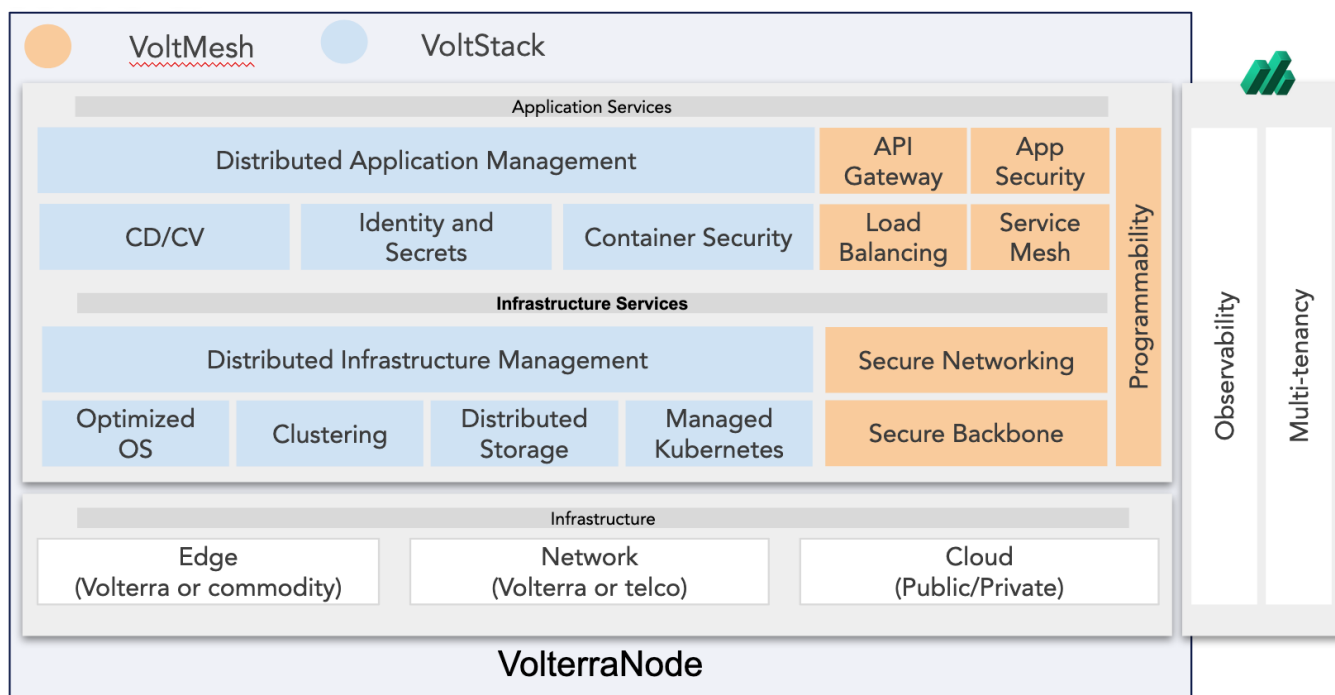 VoltMesh
VoltStack
Application Services
Distributed Application Management
API
Gateway
App
Security
CD/CV
Identity and
Secrets
Container Security
Load
Balancing
Service
Mesh
Programmability
Infrastructure Services
Distributed Infrastructure Management
Secure Networking
Optimized
OS
Clustering
Distributed
Storage
Managed
Kubernetes
Secure Backbone
Observability
Multi-tenancy
Infrastructure
Edge
(Volterra or commodity)
Network
(Volterra or telco)
Cloud
(Public/Private)
VolterraNode